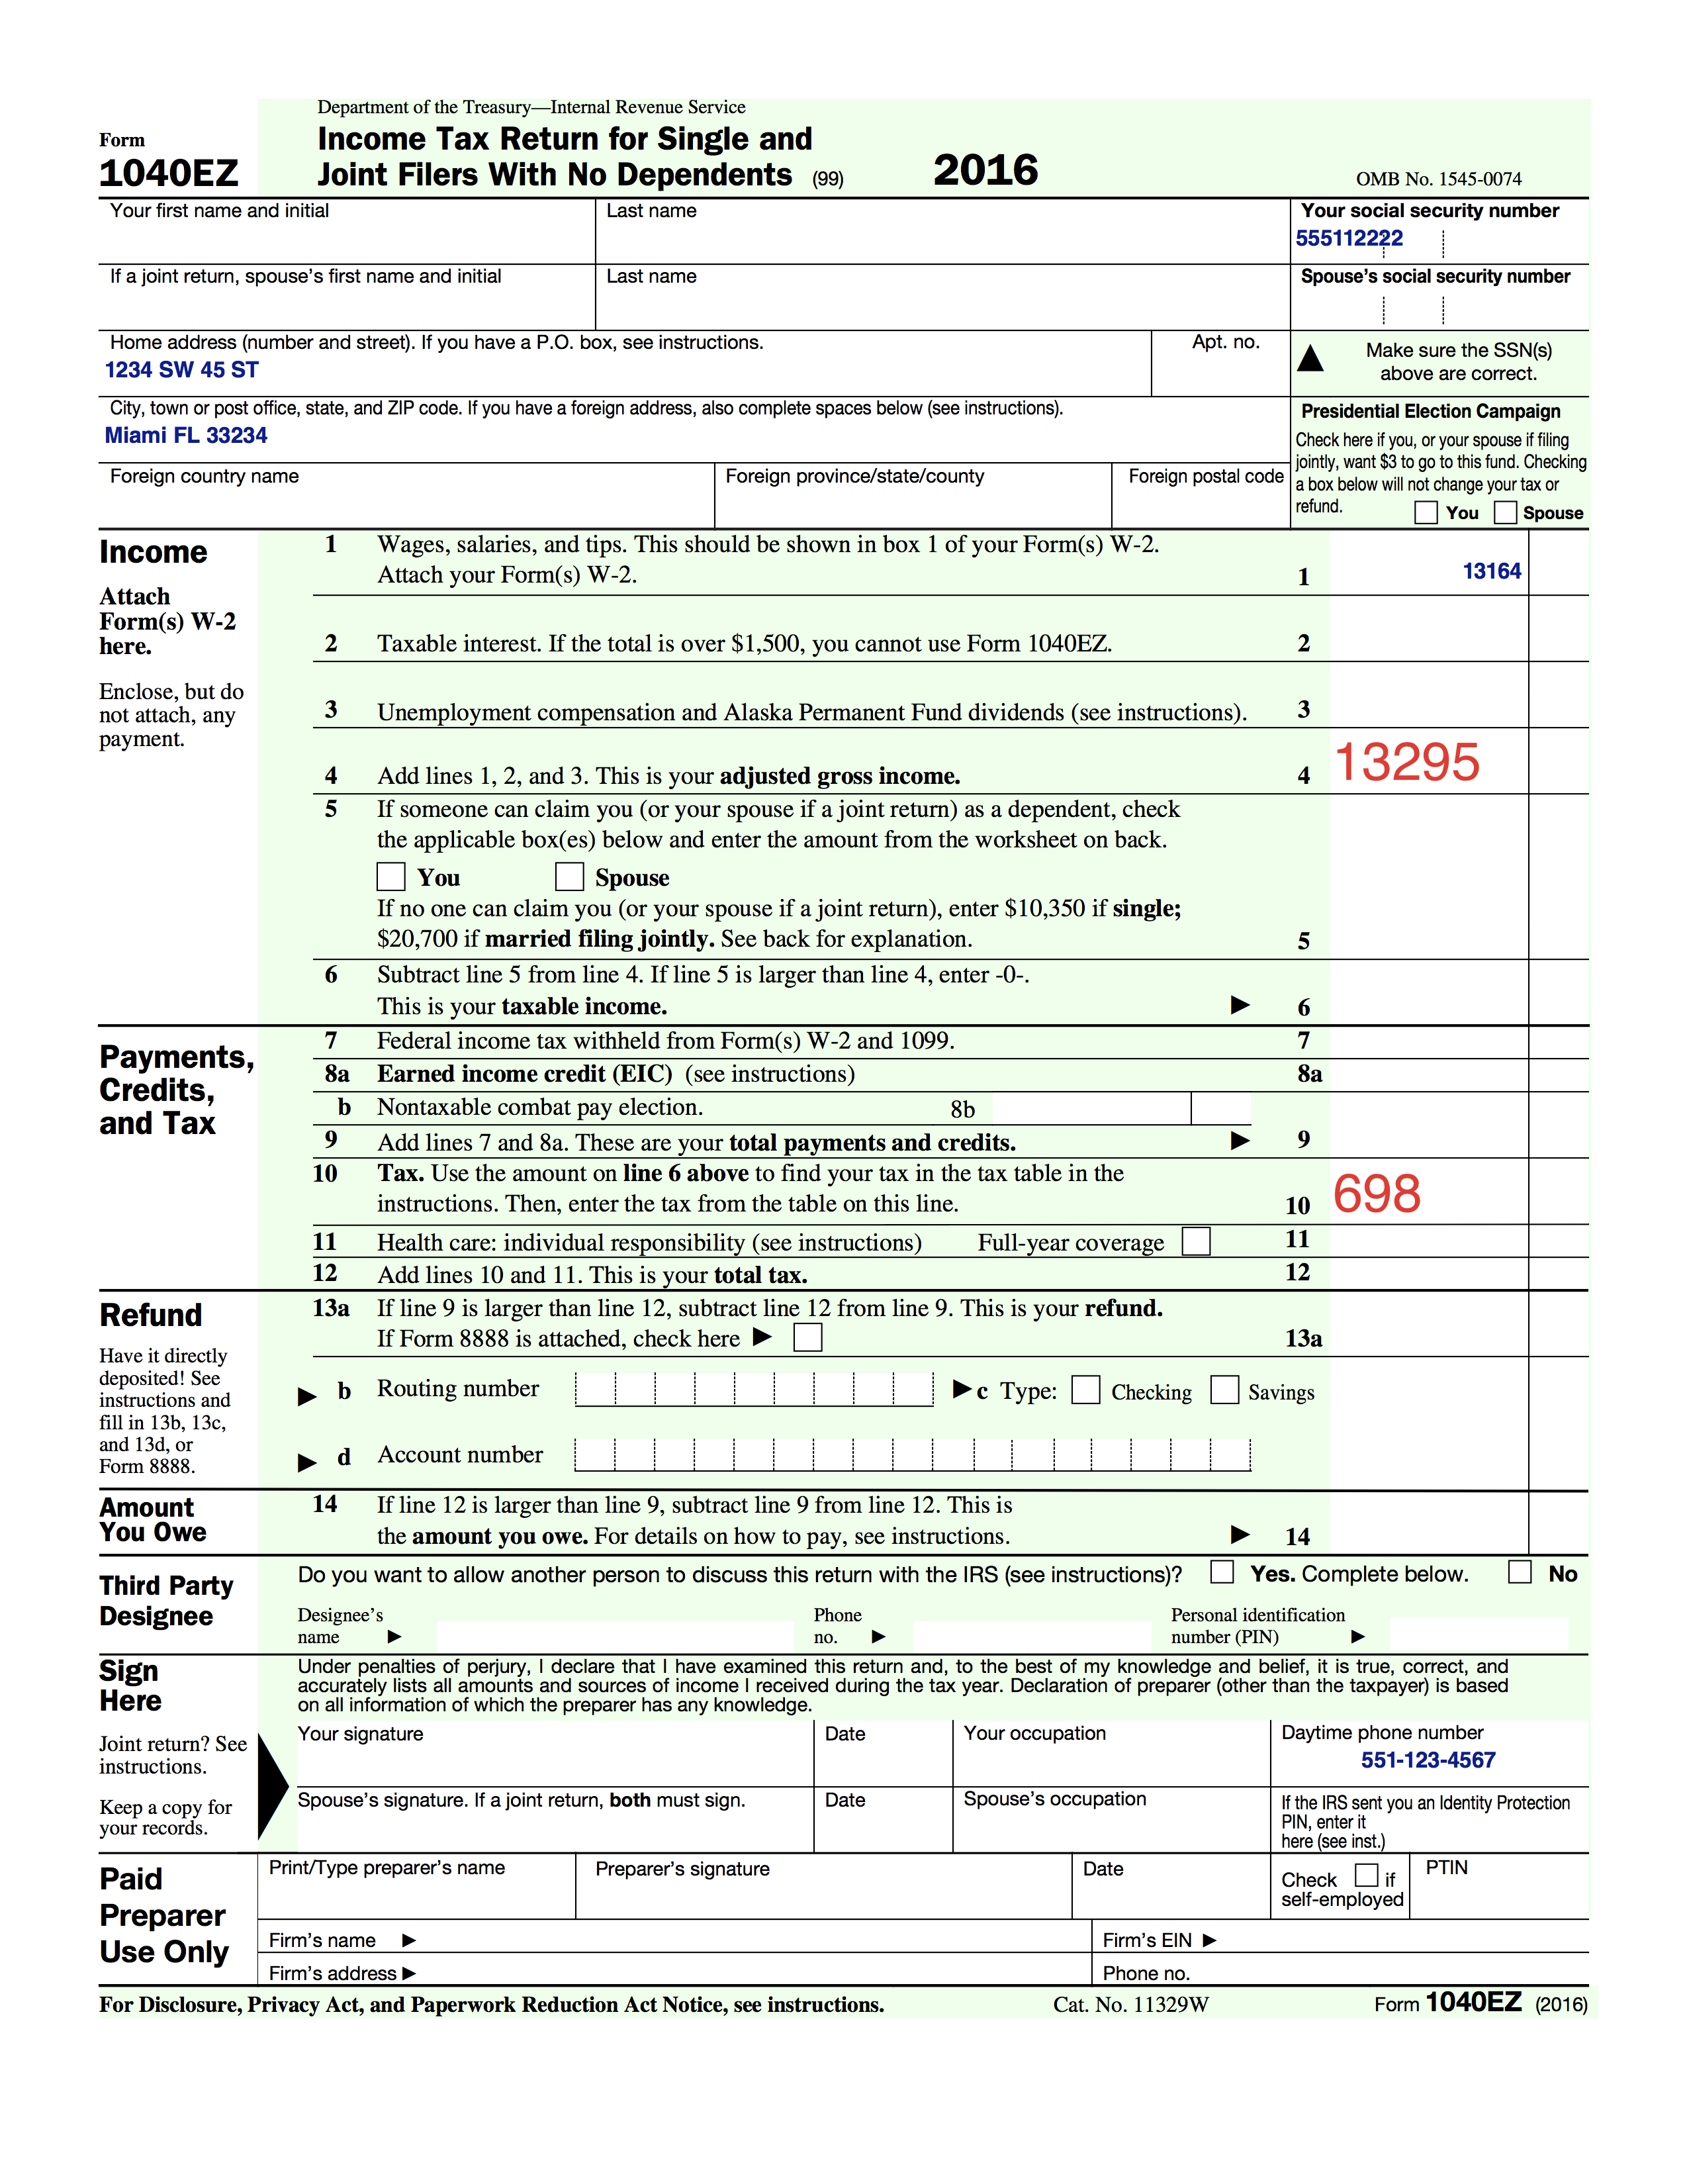 Department of the Treasury—Internal Revenue Service
Form
1040EZ
Income Tax Return for Single and
Joint Filers With No Dependents (99)
2016
OMB No. 1545-0074
Your first name and initial
Last name
Your social security number
555112222
If a joint return, spouse's first name and initial
Last name
Spouse's social security number
Home address (number and street). If you have a P.O. box, see instructions.
Apt. no.
1234 SW 45 ST
▲ Make sure the SSN(s)
above are correct.
City, town or post office, state, and ZIP code. If you have a foreign address, also complete spaces below (see instructions).
Miami FL 33234
Foreign country name
Foreign province/state/county
Foreign postal code
Presidential Election Campaign
Check here if you, or your spouse if filing
jointly, want $3 to go to this fund. Checking
a box below will not change your tax or
refund.
You Spouse
Income
Attach
Form(s) W-2
here.
Enclose, but do
not attach, any
payment.
1 Wages, salaries, and tips. This should be shown in box 1 of your Form(s) W-2.
Attach your Form(s) W-2. 1 13164
2 Taxable interest. If the total is over $1,500, you cannot use Form 1040EZ. 2
3 Unemployment compensation and Alaska Permanent Fund dividends (see instructions). 3
4 Add lines 1, 2, and 3. This is your adjusted gross income. 4 13295
5 If someone can claim you (or your spouse if a joint return) as a dependent, check
the applicable box(es) below and enter the amount from the worksheet on back.
You Spouse
If no one can claim you (or your spouse if a joint return), enter $10,350 if single;
$20,700 if married filing jointly. See back for explanation. 5
6 Subtract line 5 from line 4. If line 5 is larger than line 4, enter -0-.
This is your taxable income. ▶ 6
Payments,
Credits,
and Tax
7 Federal income tax withheld from Form(s) W-2 and 1099. 7
8a Earned income credit (EIC) (see instructions) 8a
b Nontaxable combat pay election. 8b
9 Add lines 7 and 8a. These are your total payments and credits. ▶ 9
10 Tax. Use the amount on line 6 above to find your tax in the tax table in the
instructions. Then, enter the tax from the table on this line. 10 698
11 Health care: individual responsibility (see instructions) Full-year coverage 11
12 Add lines 10 and 11. This is your total tax. 12
Refund
Have it directly
deposited! See
instructions and
fill in 13b, 13c,
and 13d, or
Form 8888.
13a If line 9 is larger than line 12, subtract line 12 from line 9. This is your refund.
If Form 8888 is attached, check here ▶ 13a
▶ b Routing number ▶ c Type: Checking Savings
▶ d Account number
Amount
You Owe
14 If line 12 is larger than line 9, subtract line 9 from line 12. This is
the amount you owe. For details on how to pay, see instructions. ▶ 14
Third Party
Designee
Do you want to allow another person to discuss this return with the IRS (see instructions)? Yes. Complete below. No
Designee's
name ▶
Phone
no. ▶
Personal identification
number (PIN) ▶
Sign
Here
Joint return? See
instructions.
Keep a copy for
your records.
Under penalties of perjury, I declare that I have examined this return and, to the best of my knowledge and belief, it is true, correct, and
accurately lists all amounts and sources of income I received during the tax year. Declaration of preparer (other than the taxpayer) is based
on all information of which the preparer has any knowledge.
Your signature
Date
Your occupation
Daytime phone number
551-123-4567
Spouse's signature. If a joint return, both must sign.
Date
Spouse's occupation
If the IRS sent you an Identity Protection
PIN, enter it
here (see inst.)
Paid
Preparer
Use Only
Print/Type preparer's name
Preparer's signature
Date
Check if
self-employed
PTIN
Firm's name ▶
Firm's EIN ▶
Firm's address ▶
Phone no.
For Disclosure, Privacy Act, and Paperwork Reduction Act Notice, see instructions.
Cat. No. 11329W
Form 1040EZ (2016)